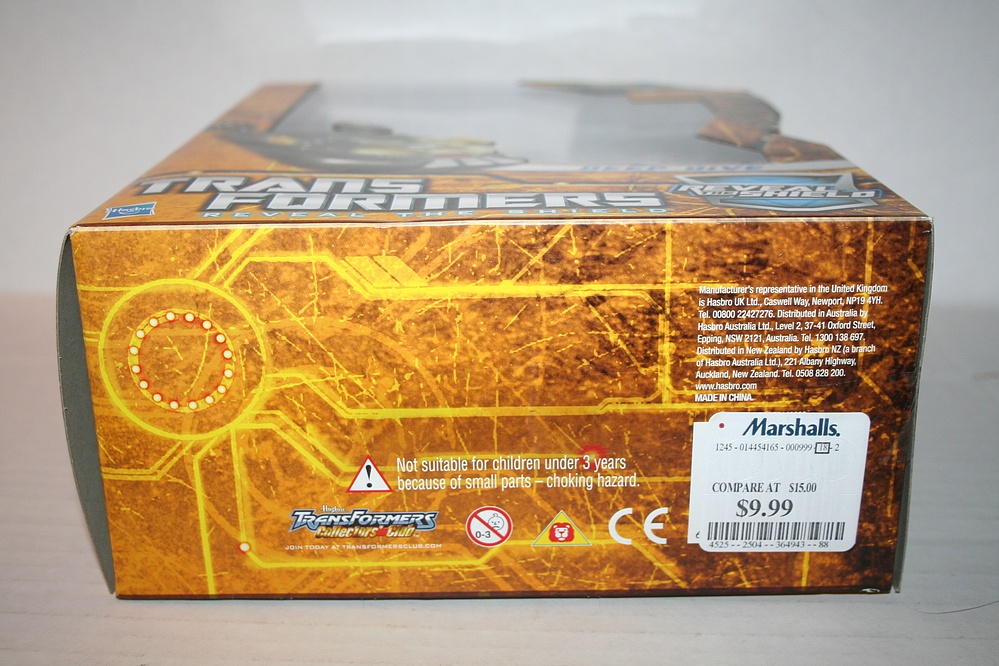 Hasbro
TRANSFORMERS
REVEAL THE SHIELD
REVEAL THE SHIELD
Manufacturer's representative in the United Kingdom
is Hasbro UK Ltd., Caswell Way, Newport, NP19 4YH.
Tel. 00800 22427276. Distributed in Australia by
Hasbro Australia Ltd., Level 2, 37-41 Oxford Street,
Epping, NSW 2121, Australia. Tel. 1300 138 697.
Distributed in New Zealand by Hasbro NZ (a branch
of Hasbro Australia Ltd.), 221 Albany Highway,
Auckland, New Zealand. Tel. 0508 828 200.
www.hasbro.com
MADE IN CHINA.
Not suitable for children under 3 years
because of small parts – choking hazard.
Hasbro
TRANSFORMERS
Collectors Club
JOIN TODAY AT TRANSFORMERSCLUB.COM
0-3
CE
Marshalls.
1245 - 014454165 - 000999 - 18 - 2
COMPARE AT $15.00
$9.99
4525 -- 2504 -- 364943 -- 88